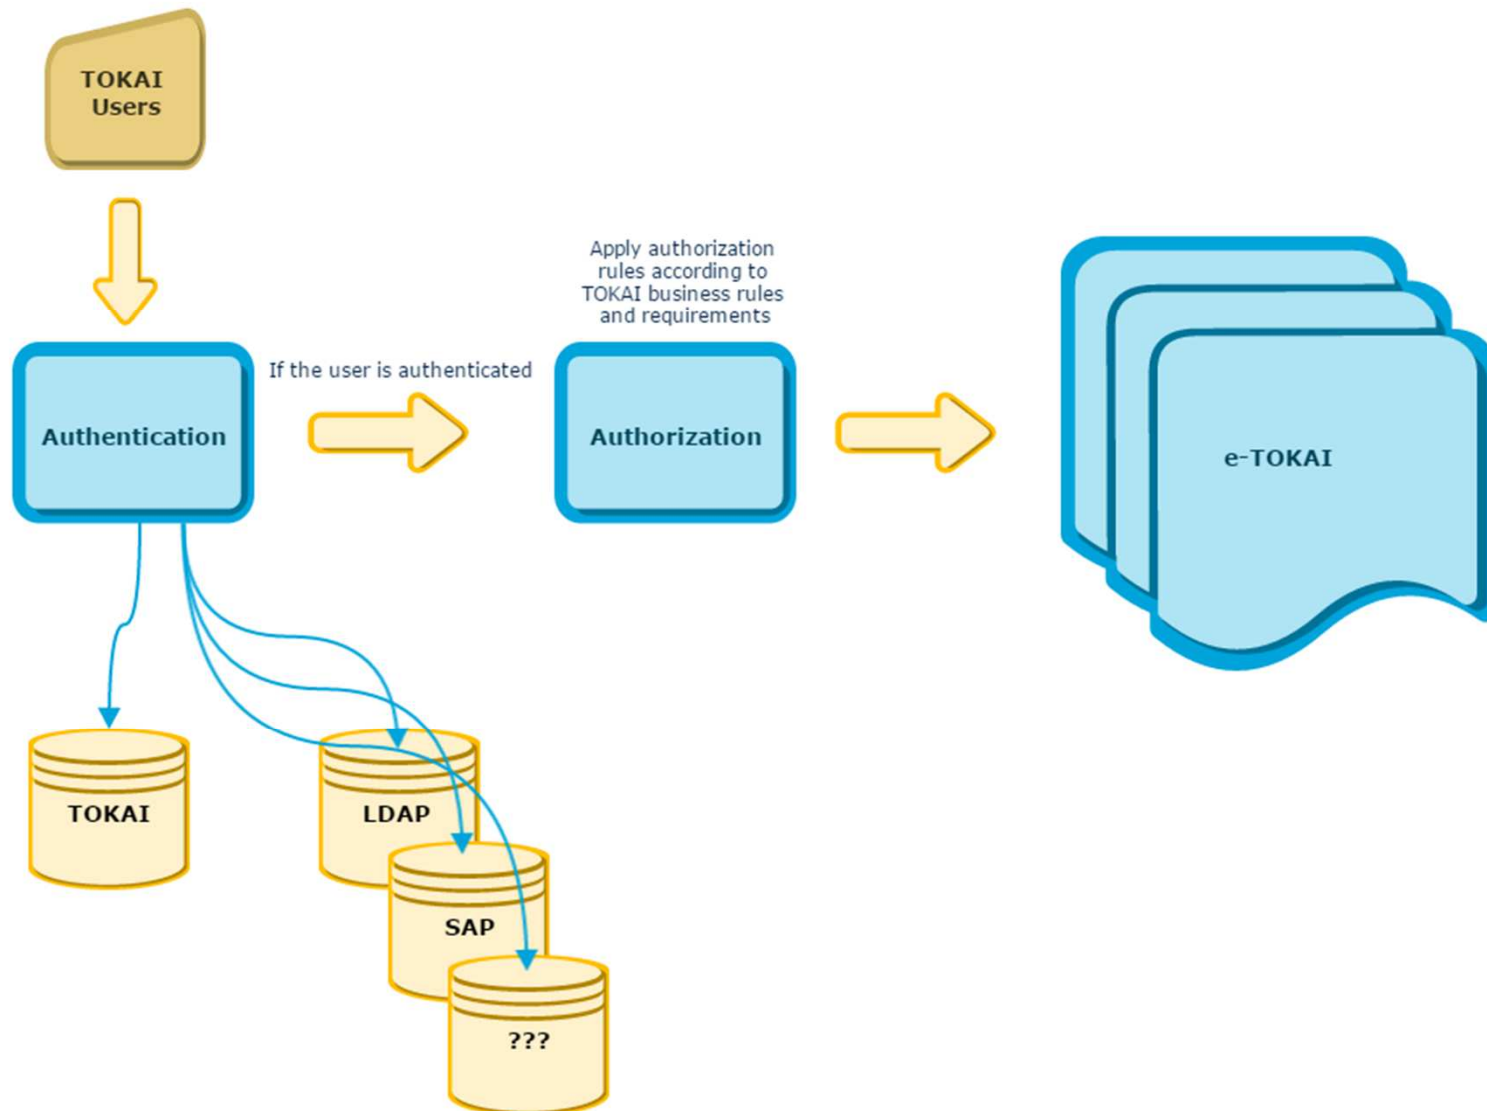 TOKAI
Users
Apply authorization
rules according to
TOKAI business rules
and requirements
If the user is authenticated
Authentication
Authorization
e-TOKAI
TOKAI
LDAP
SAP
???